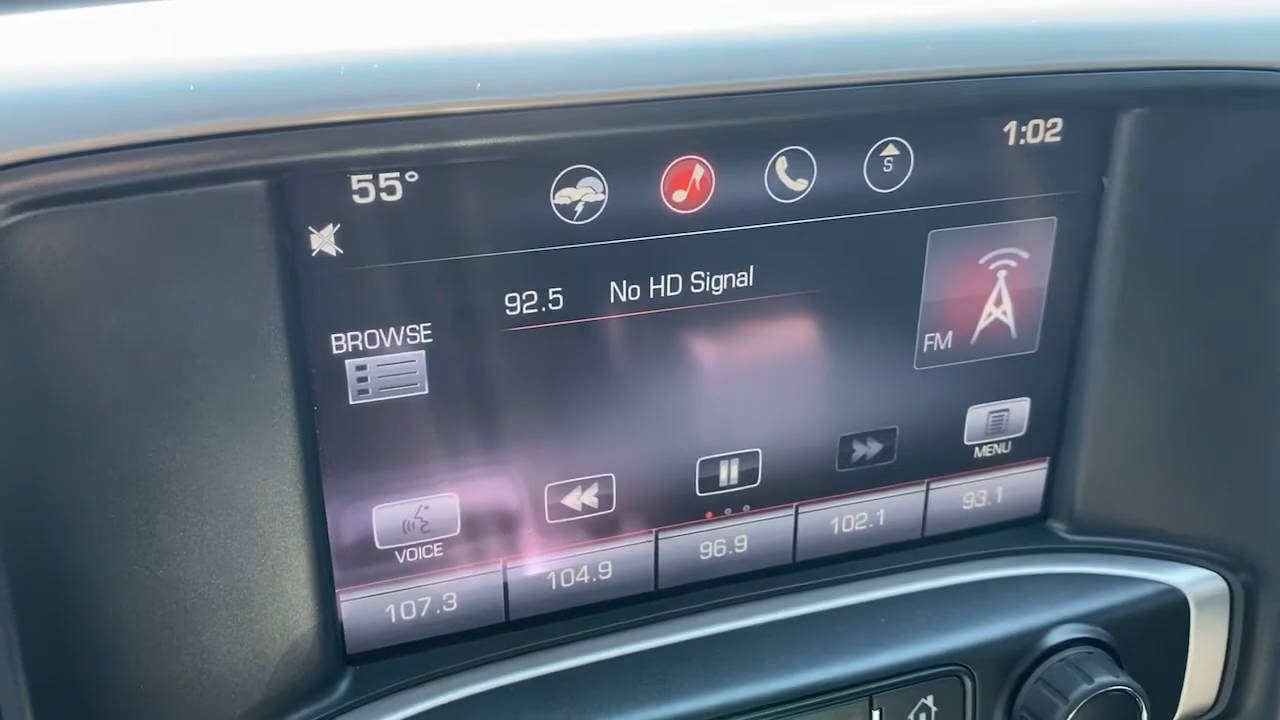 55°
S
1:02
92.5 No HD Signal
BROWSE
FM
MENU
VOICE
107.3
104.9
96.9
102.1
93.1